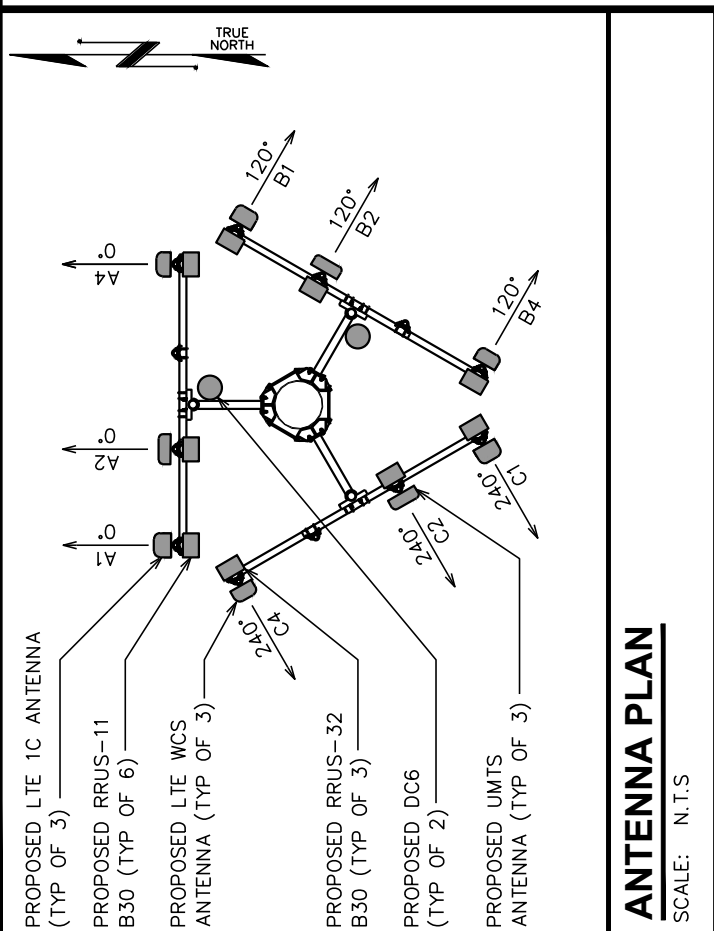 TRUE
NORTH
A4
0°
A2
0°
A1
0°
120°
B1
120°
B2
120°
B4
240°
C1
240°
C2
240°
C4
PROPOSED LTE 1C ANTENNA
(TYP OF 3)
PROPOSED RRUS-11
B30 (TYP OF 6)
PROPOSED LTE WCS
ANTENNA (TYP OF 3)
PROPOSED RRUS-32
B30 (TYP OF 3)
PROPOSED DC6
(TYP OF 2)
PROPOSED UMTS
ANTENNA (TYP OF 3)
ANTENNA PLAN
SCALE: N.T.S